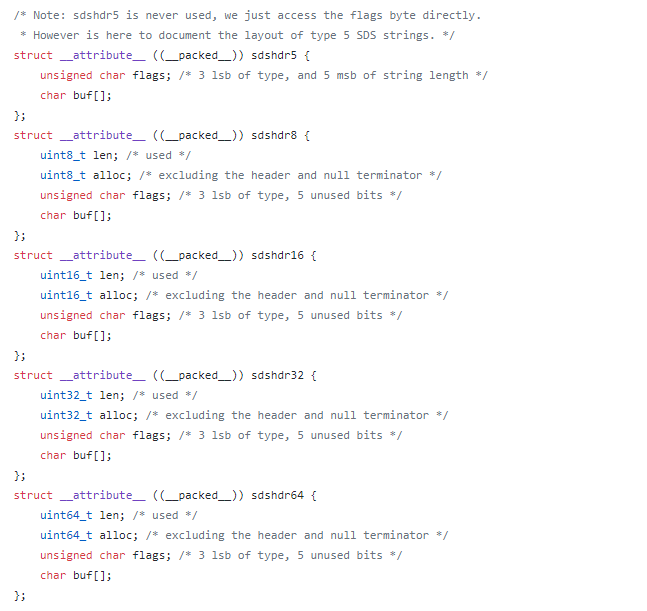 /* Note: sdshdr5 is never used, we just access the flags byte directly.
 * However is here to document the layout of type 5 SDS strings. */
struct __attribute__ ((__packed__)) sdshdr5 {
    unsigned char flags; /* 3 lsb of type, and 5 msb of string length */
    char buf[];
};
struct __attribute__ ((__packed__)) sdshdr8 {
    uint8_t len; /* used */
    uint8_t alloc; /* excluding the header and null terminator */
    unsigned char flags; /* 3 lsb of type, 5 unused bits */
    char buf[];
};
struct __attribute__ ((__packed__)) sdshdr16 {
    uint16_t len; /* used */
    uint16_t alloc; /* excluding the header and null terminator */
    unsigned char flags; /* 3 lsb of type, 5 unused bits */
    char buf[];
};
struct __attribute__ ((__packed__)) sdshdr32 {
    uint32_t len; /* used */
    uint32_t alloc; /* excluding the header and null terminator */
    unsigned char flags; /* 3 lsb of type, 5 unused bits */
    char buf[];
};
struct __attribute__ ((__packed__)) sdshdr64 {
    uint64_t len; /* used */
    uint64_t alloc; /* excluding the header and null terminator */
    unsigned char flags; /* 3 lsb of type, 5 unused bits */
    char buf[];
};